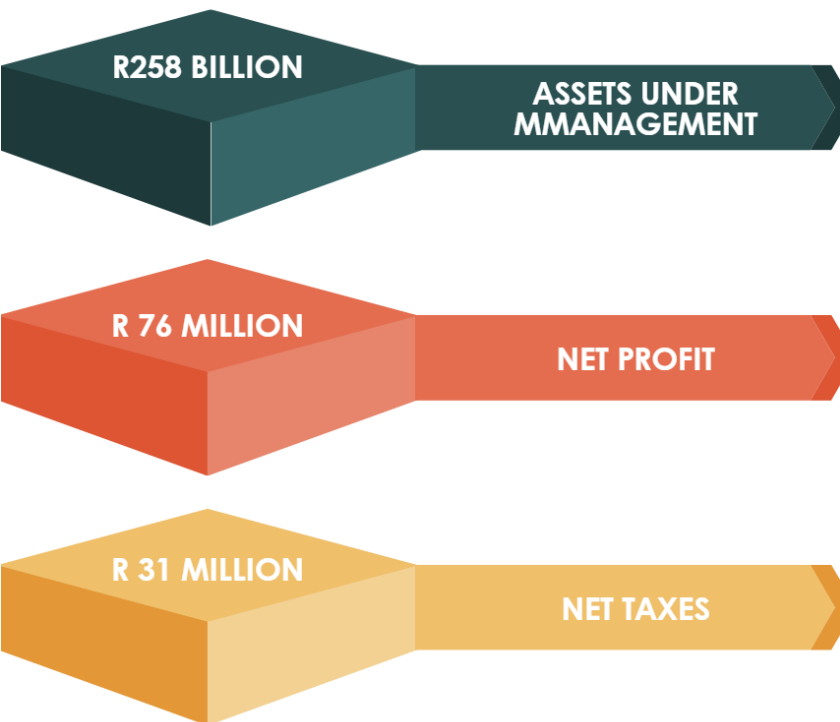 R258 BILLION
ASSETS UNDER
MMANAGEMENT
R 76 MILLION
NET PROFIT
R 31 MILLION
NET TAXES